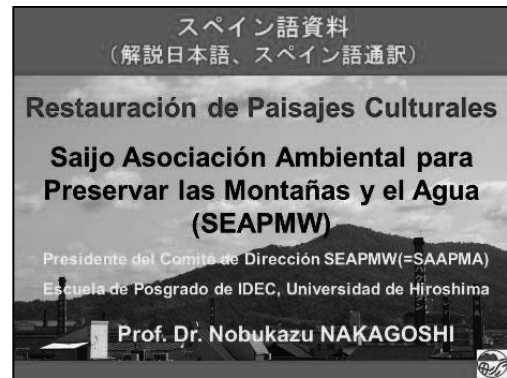 スペイン語資料
（解説日本語、スペイン語通訳）
Restauración de Paisajes Culturales
Saijo Asociación Ambiental para
Preservar las Montañas y el Agua
(SEAPMW)
Presidente del Comité de Dirección SEAPMW(=SAAPMA)
Escuela de Posgrado de IDEC, Universidad de Hiroshima
Prof. Dr. Nobukazu NAKAGOSHI